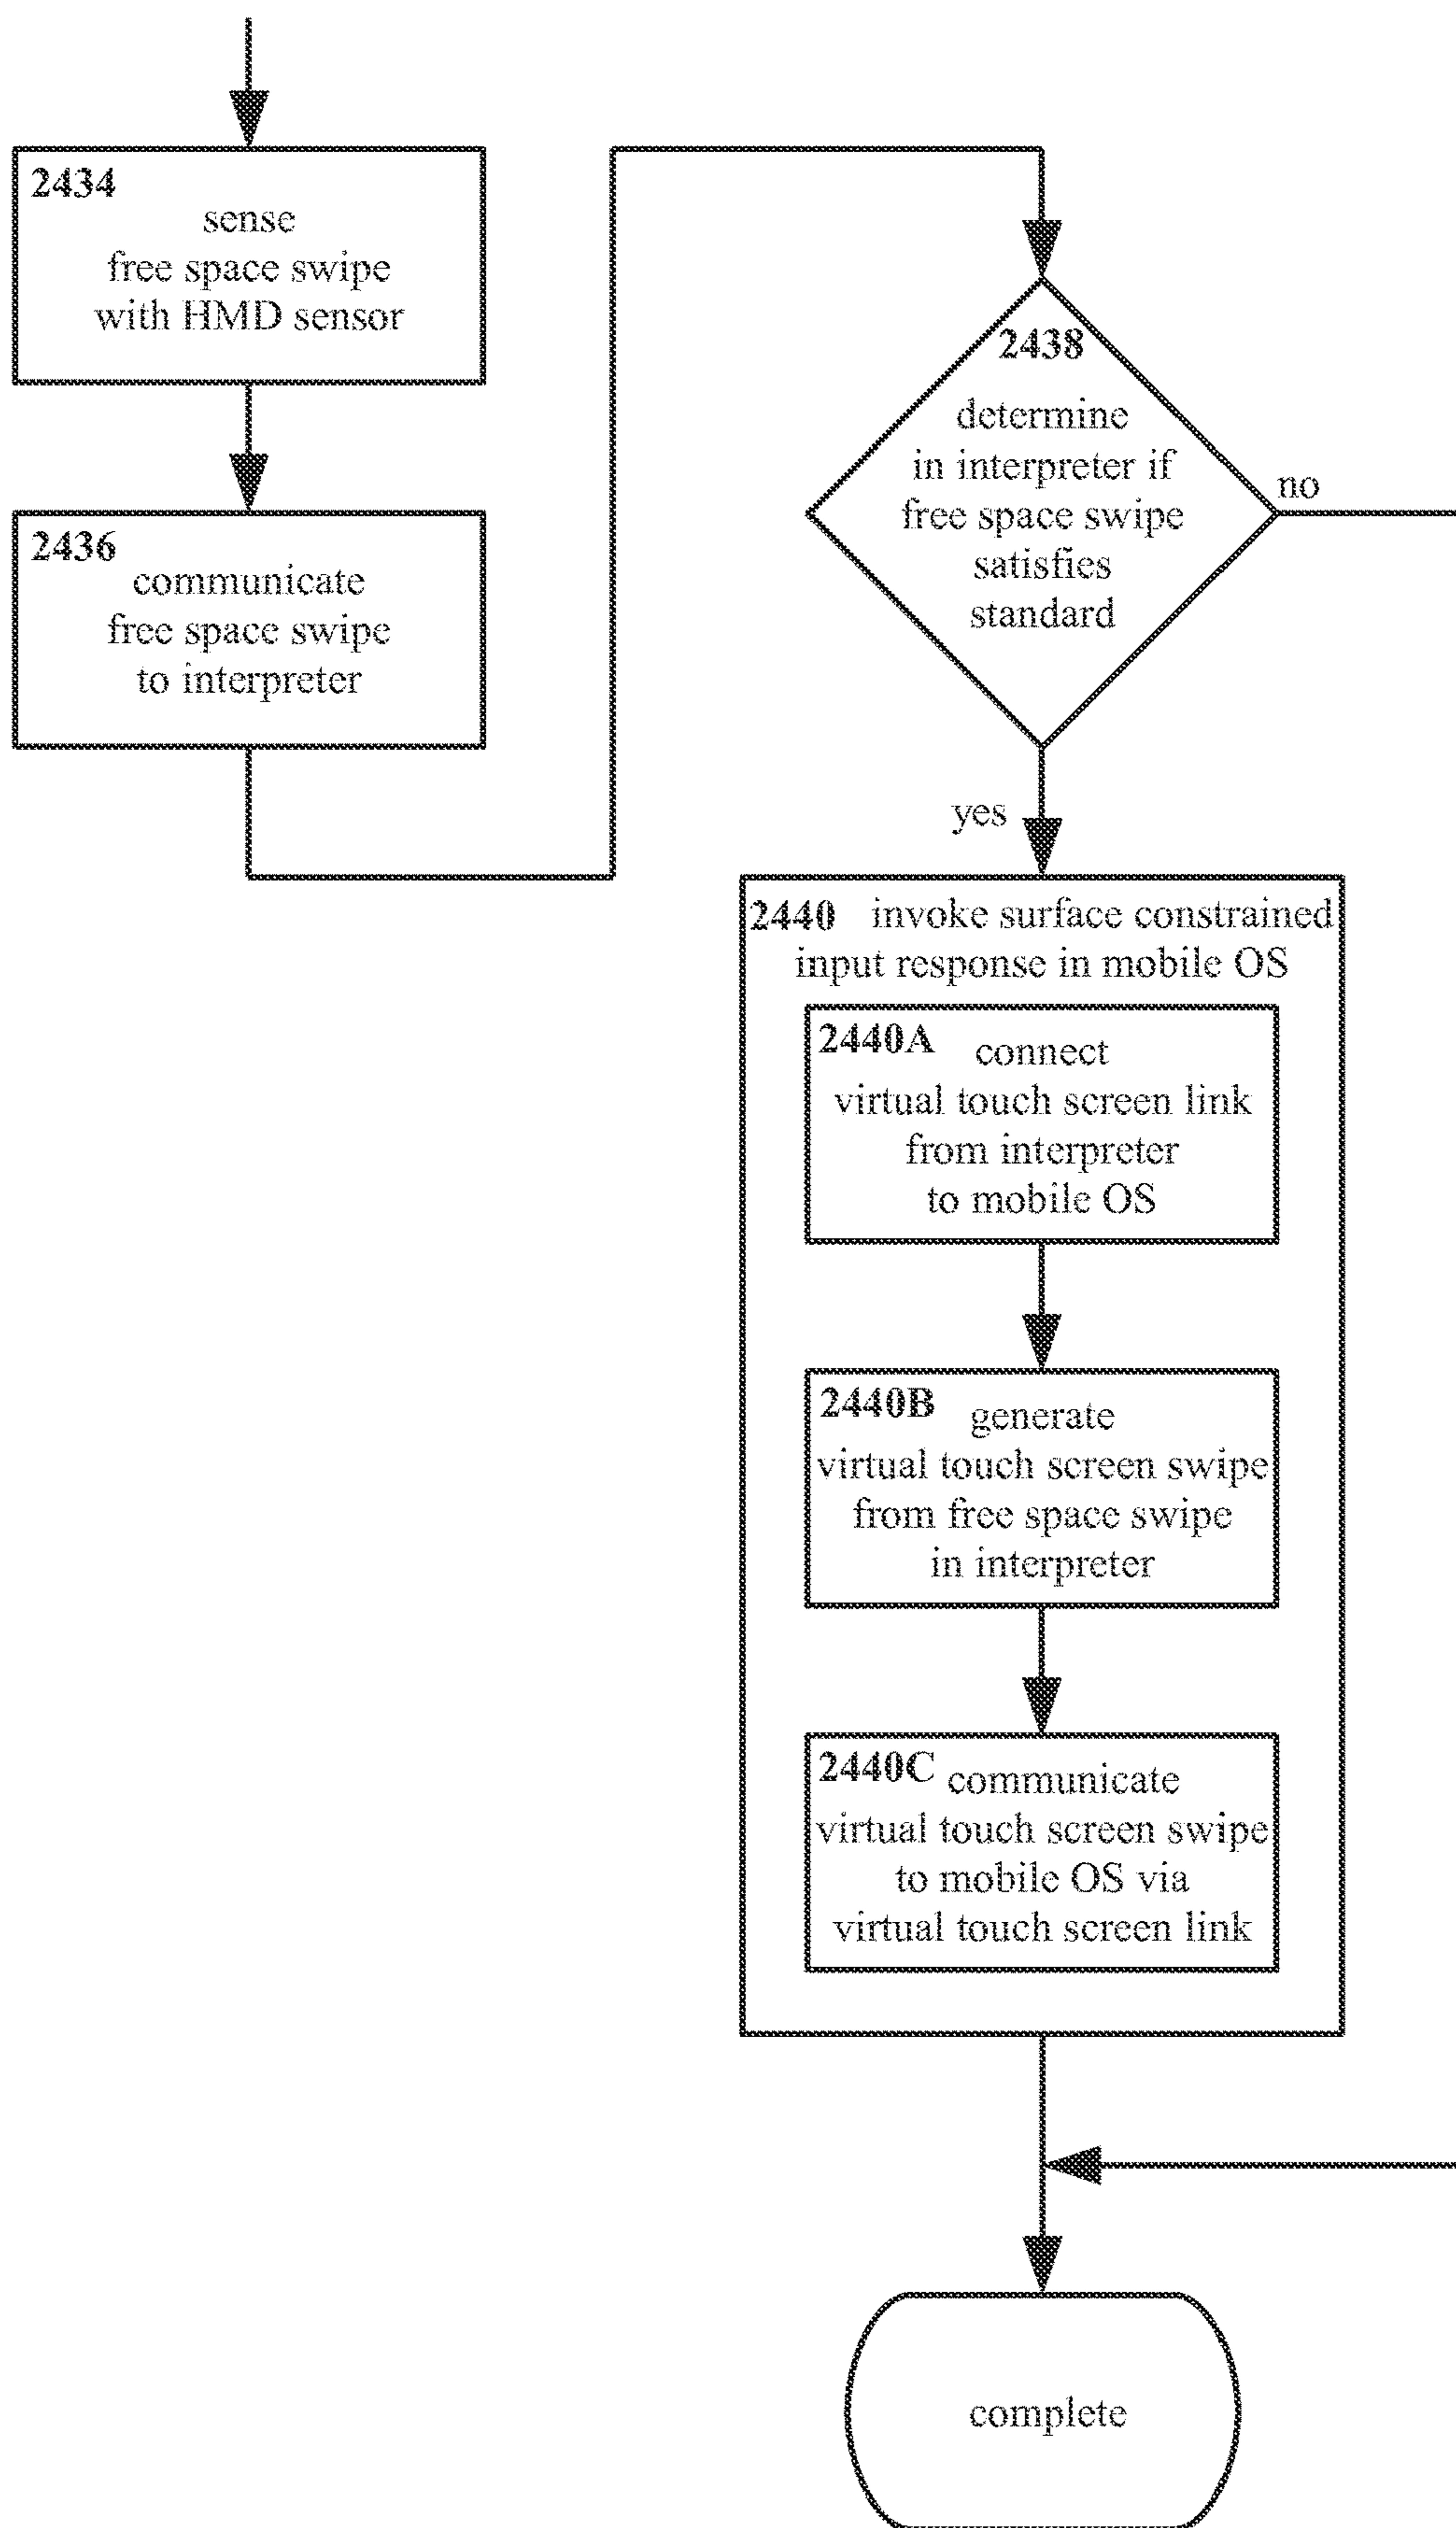 2434
sense
free space swipe
with HMD sensor
2436
communicate
free space swipe
to interpreter
2438
determine
in interpreter if
free space swipe
satisfies
standard
no
yes
2440 invoke surface constrained
input response in mobile OS
2440A connect
virtual touch screen link
from interpreter
to mobile OS
2440B generate
virtual touch screen swipe
from free space swipe
in interpreter
2440C communicate
virtual touch screen swipe
to mobile OS via
virtual touch screen link
complete